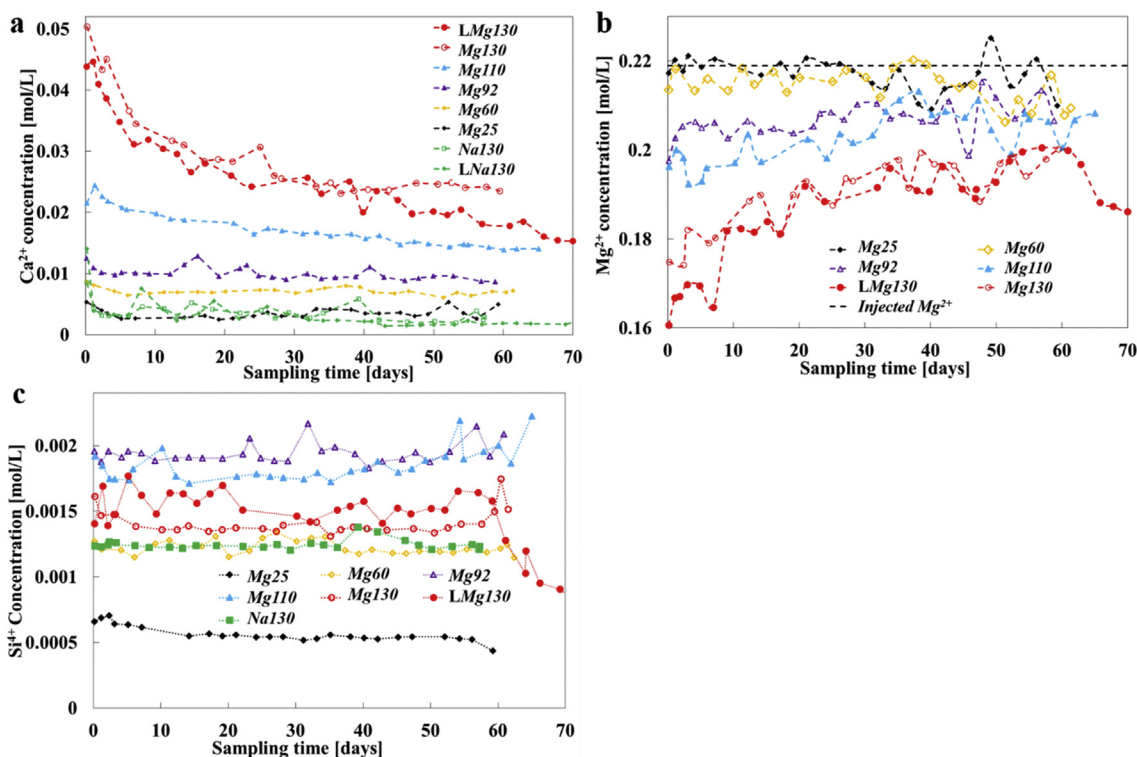 a
Ca²⁺ concentration [mol/L]
0.05
0.04
0.03
0.02
0.01
0
0 10 20 30 40 50 60 70
Sampling time [days]
LMg130
Mg130
Mg110
Mg92
Mg60
Mg25
Na130
LNa130
b
Mg²⁺ concentration [mol/L]
0.22
0.2
0.18
0.16
0 10 20 30 40 50 60 70
Sampling time [days]
Mg25 Mg60
Mg92 Mg110
LMg130 Mg130
Injected Mg²⁺
c
Si⁴⁺ Concentration [mol/L]
0.002
0.0015
0.001
0.0005
0
0 10 20 30 40 50 60 70
Sampling time [days]
Mg25 Mg60 Mg92
Mg110 Mg130 LMg130
Na130